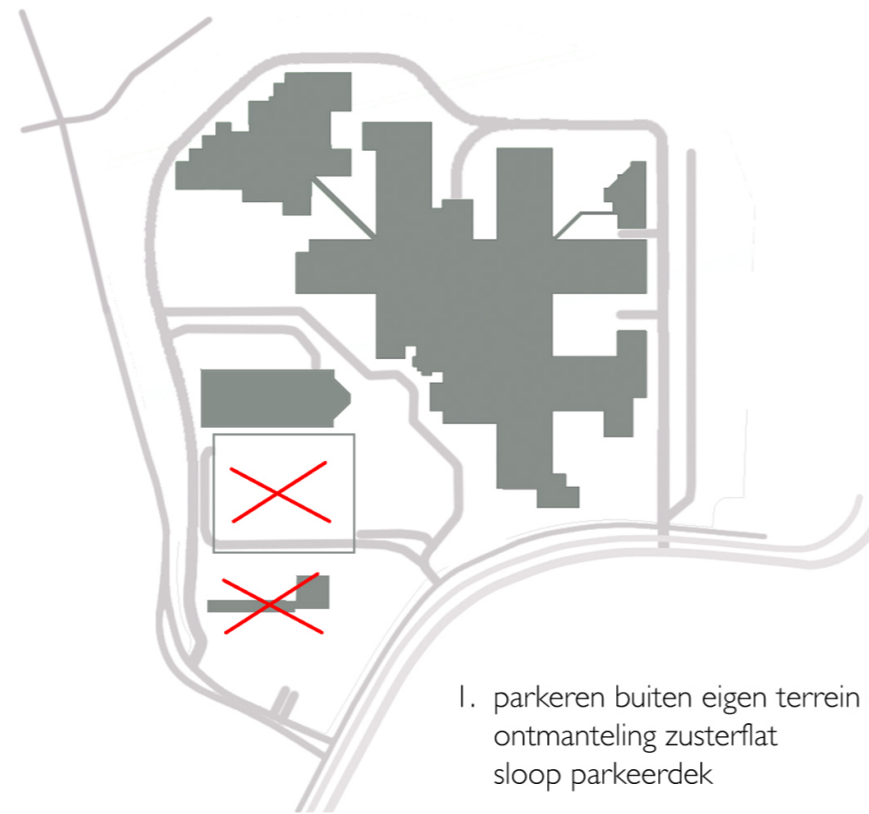 1. parkeren buiten eigen terrein
ontmanteling zusterflat
sloop parkeerdek